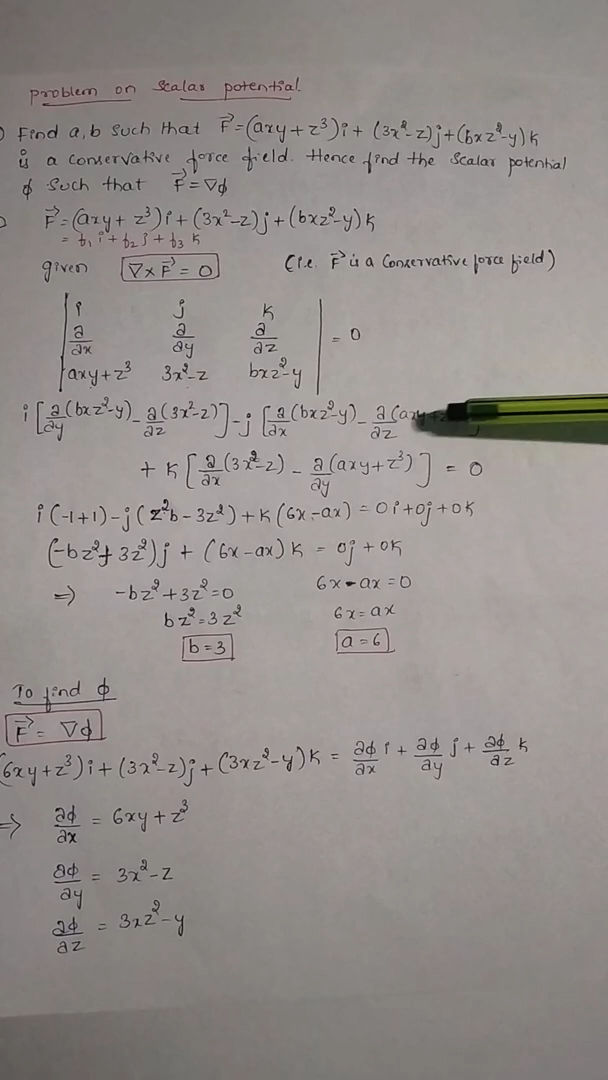 problem on scalar potential
Find a, b such that F⃗ = (axy + z³)i + (3x² - z)j + (bxz² - y)k
is a conservative force field. Hence find the scalar potential
ϕ such that F⃗ = ∇ϕ
F⃗ = (axy + z³)i + (3x² - z)j + (bxz² - y)k
= f₁ i + f₂ j + f₃ k
given ∇×F⃗ = 0 (i.e. F⃗ is a conservative force field)
| i j k |
| ∂/∂x ∂/∂y ∂/∂z | = 0
| axy + z³ 3x² - z bxz² - y |
i[∂/∂y (bxz² - y) - ∂/∂z (3x² - z)] - j[∂/∂x (bxz² - y) - ∂/∂z (axy
+ k[∂/∂x (3x² - z) - ∂/∂y (axy + z³)] = 0
i(-1+1) - j(z²b - 3z²) + k(6x - ax) = 0i + 0j + 0k
(-bz² + 3z²)j + (6x - ax)k = 0j + 0k
⇒ -bz² + 3z² = 0 6x - ax = 0
bz² = 3z² 6x = ax
b = 3 a = 6
To find ϕ
F⃗ = ∇ϕ
(6xy + z³)i + (3x² - z)j + (3xz² - y)k = ∂ϕ/∂x i + ∂ϕ/∂y j + ∂ϕ/∂z k
⇒ ∂ϕ/∂x = 6xy + z³
∂ϕ/∂y = 3x² - z
∂ϕ/∂z = 3xz² - y